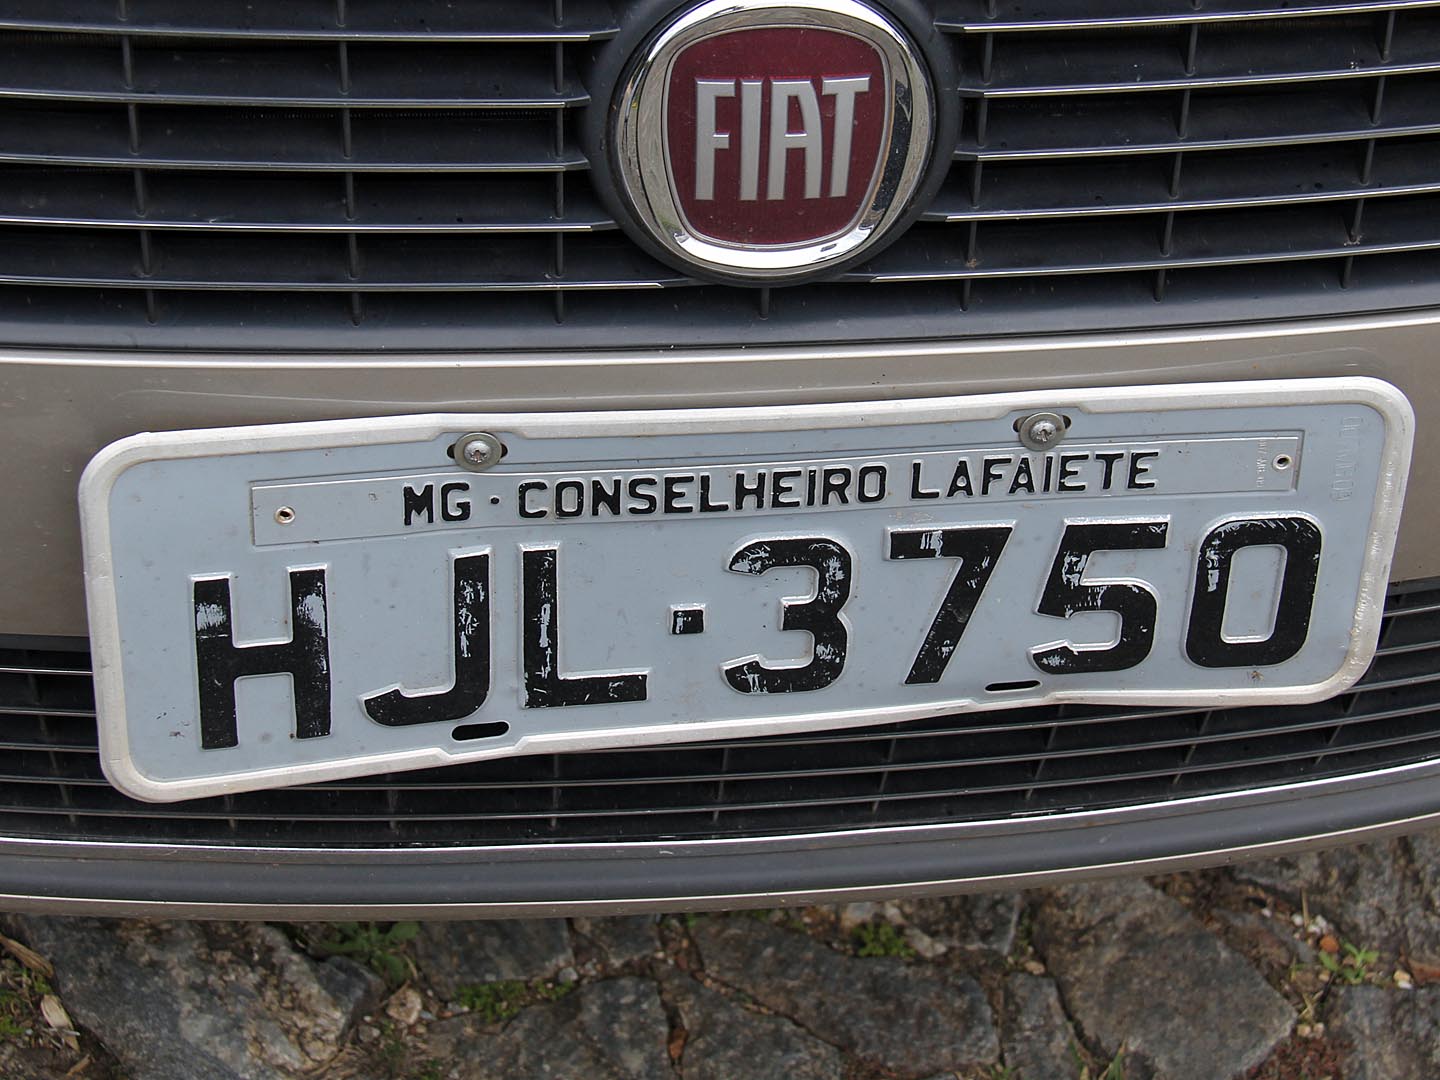 FIAT
MG · CONSELHEIRO LAFAIETE
HJL·3750